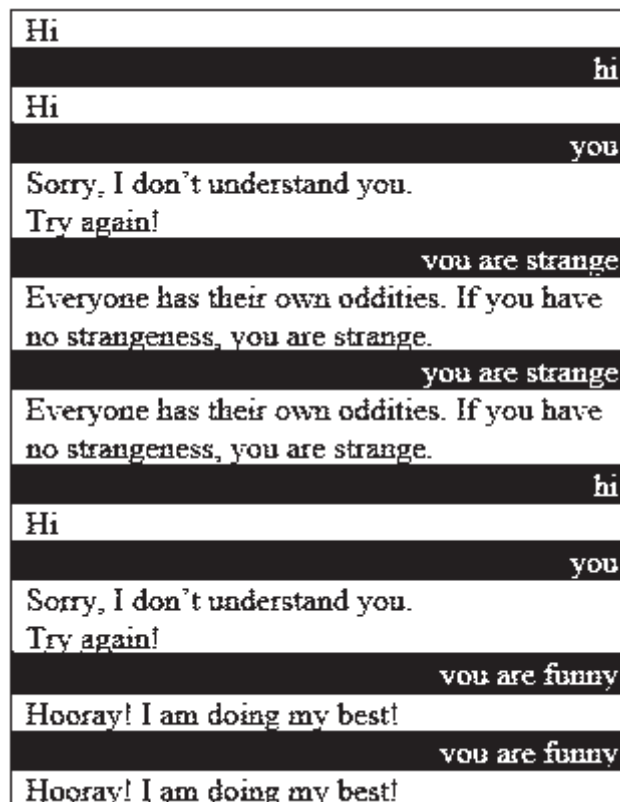 Hi
hi
Hi
you
Sorry, I don't understand you.
Try again!
you are strange
Everyone has their own oddities. If you have
no strangeness, you are strange.
you are strange
Everyone has their own oddities. If you have
no strangeness, you are strange.
hi
Hi
you
Sorry, I don't understand you.
Try again!
you are funny
Hooray! I am doing my best!
you are funny
Hooray! I am doing my best!